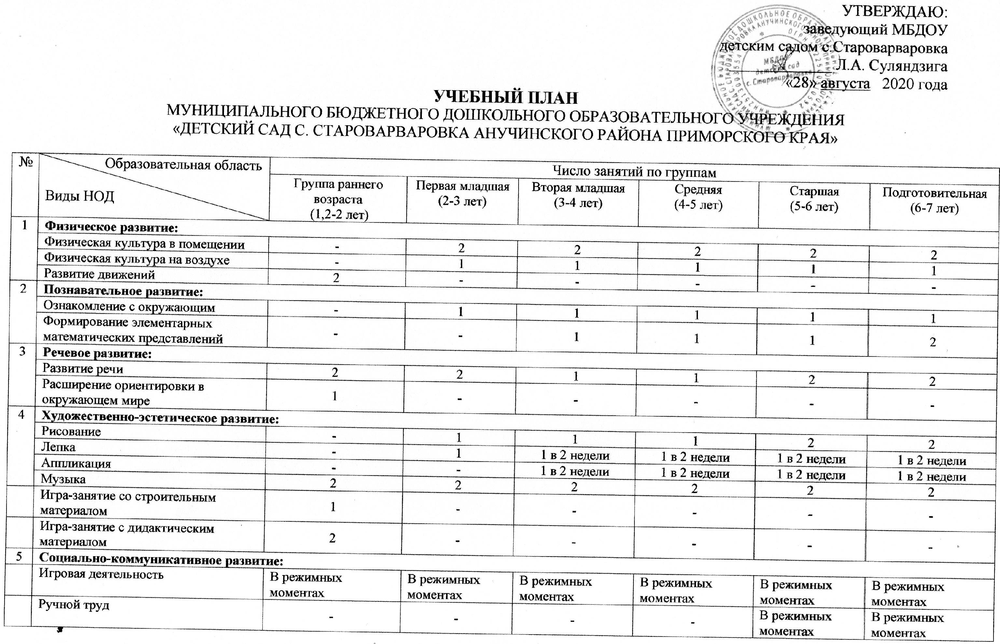 УТВЕРЖДАЮ:
заведующий МБДОУ
детским садом с.Староварваровка
Л.А. Суляндзига
«28» августа 2020 года
МБДОУ
детский сад
с. Староварваровка
УЧЕБНЫЙ ПЛАН
МУНИЦИПАЛЬНОГО БЮДЖЕТНОГО ДОШКОЛЬНОГО ОБРАЗОВАТЕЛЬНОГО УЧРЕЖДЕНИЯ
«ДЕТСКИЙ САД С. СТАРОВАРВАРОВКА АНУЧИНСКОГО РАЙОНА ПРИМОРСКОГО КРАЯ»
№ Образовательная область
Виды НОД
Число занятий по группам
Группа раннего
возраста
(1,2-2 лет)
Первая младшая
(2-3 лет)
Вторая младшая
(3-4 лет)
Средняя
(4-5 лет)
Старшая
(5-6 лет)
Подготовительная
(6-7 лет)
1 Физическое развитие:
Физическая культура в помещении - 2 2 2 2 2
Физическая культура на воздухе - 1 1 1 1 1
Развитие движений 2 - - - - -
2 Познавательное развитие:
Ознакомление с окружающим - 1 1 1 1 1
Формирование элементарных
математических представлений - - 1 1 1 2
3 Речевое развитие:
Развитие речи 2 2 1 1 2 2
Расширение ориентировки в
окружающем мире 1 - - - - -
4 Художественно-эстетическое развитие:
Рисование - 1 1 1 2 2
Лепка - 1 1 в 2 недели 1 в 2 недели 1 в 2 недели 1 в 2 недели
Аппликация - - 1 в 2 недели 1 в 2 недели 1 в 2 недели 1 в 2 недели
Музыка 2 2 2 2 2 2
Игра-занятие со строительным
материалом 1 - - - - -
Игра-занятие с дидактическим
материалом 2 - - - - -
5 Социально-коммуникативное развитие:
Игровая деятельность В режимных В режимных В режимных В режимных В режимных В режимных
моментах моментах моментах моментах моментах моментах
Ручной труд - - - - В режимных В режимных
моментах моментах